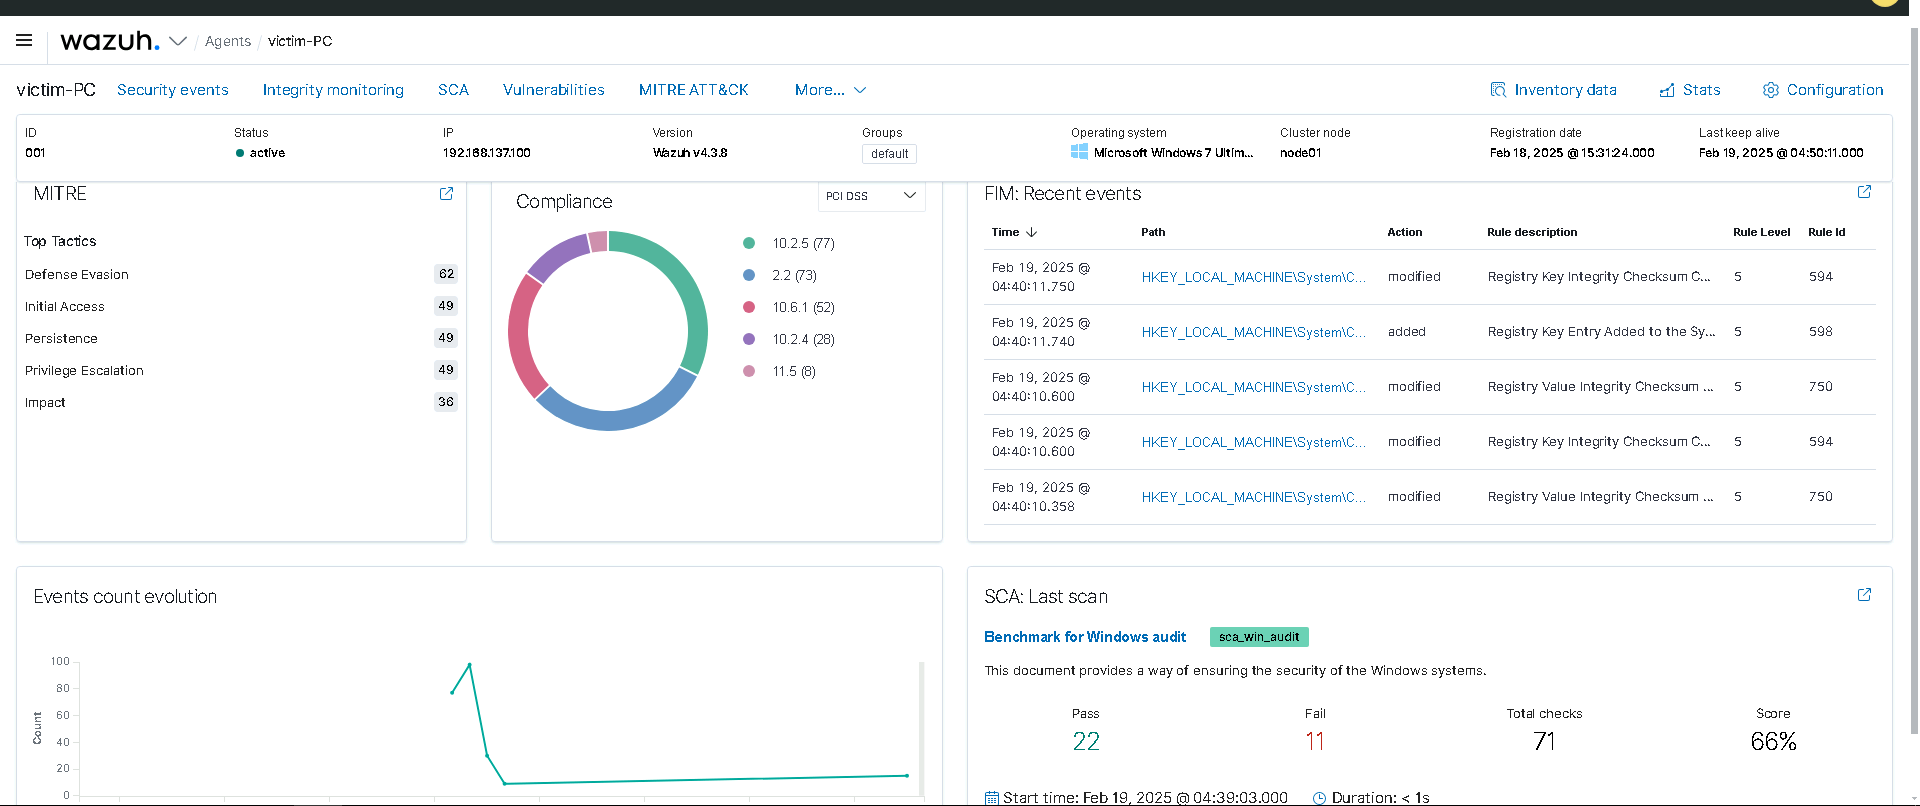 wazuh. / Agents / victim-PC
victim-PC Security events Integrity monitoring SCA Vulnerabilities MITRE ATT&CK More... Inventory data Stats Configuration
ID Status IP Version Groups Operating system Cluster node Registration date Last keep alive
001 active 192.168.137.100 Wazuh v4.3.8 default Microsoft Windows 7 Ultim... node01 Feb 18, 2025 @ 15:31:24.000 Feb 19, 2025 @ 04:50:11.000
MITRE
Top Tactics
Defense Evasion 62
Initial Access 49
Persistence 49
Privilege Escalation 49
Impact 36
Compliance PCI DSS
10.2.5 (77)
2.2 (73)
10.6.1 (52)
10.2.4 (28)
11.5 (8)
FIM: Recent events
Time Path Action Rule description Rule Level Rule Id
Feb 19, 2025 @
04:40:11.750 HKEY_LOCAL_MACHINE\System\C... modified Registry Key Integrity Checksum C... 5 594
Feb 19, 2025 @
04:40:11.740 HKEY_LOCAL_MACHINE\System\C... added Registry Key Entry Added to the Sy... 5 598
Feb 19, 2025 @
04:40:10.600 HKEY_LOCAL_MACHINE\System\C... modified Registry Value Integrity Checksum ... 5 750
Feb 19, 2025 @
04:40:10.600 HKEY_LOCAL_MACHINE\System\C... modified Registry Key Integrity Checksum C... 5 594
Feb 19, 2025 @
04:40:10.358 HKEY_LOCAL_MACHINE\System\C... modified Registry Value Integrity Checksum ... 5 750
Events count evolution
Count
100
80
60
40
20
0
SCA: Last scan
Benchmark for Windows audit sca_win_audit
This document provides a way of ensuring the security of the Windows systems.
Pass Fail Total checks Score
22 11 71 66%
Start time: Feb 19, 2025 @ 04:39:03.000 Duration: < 1s